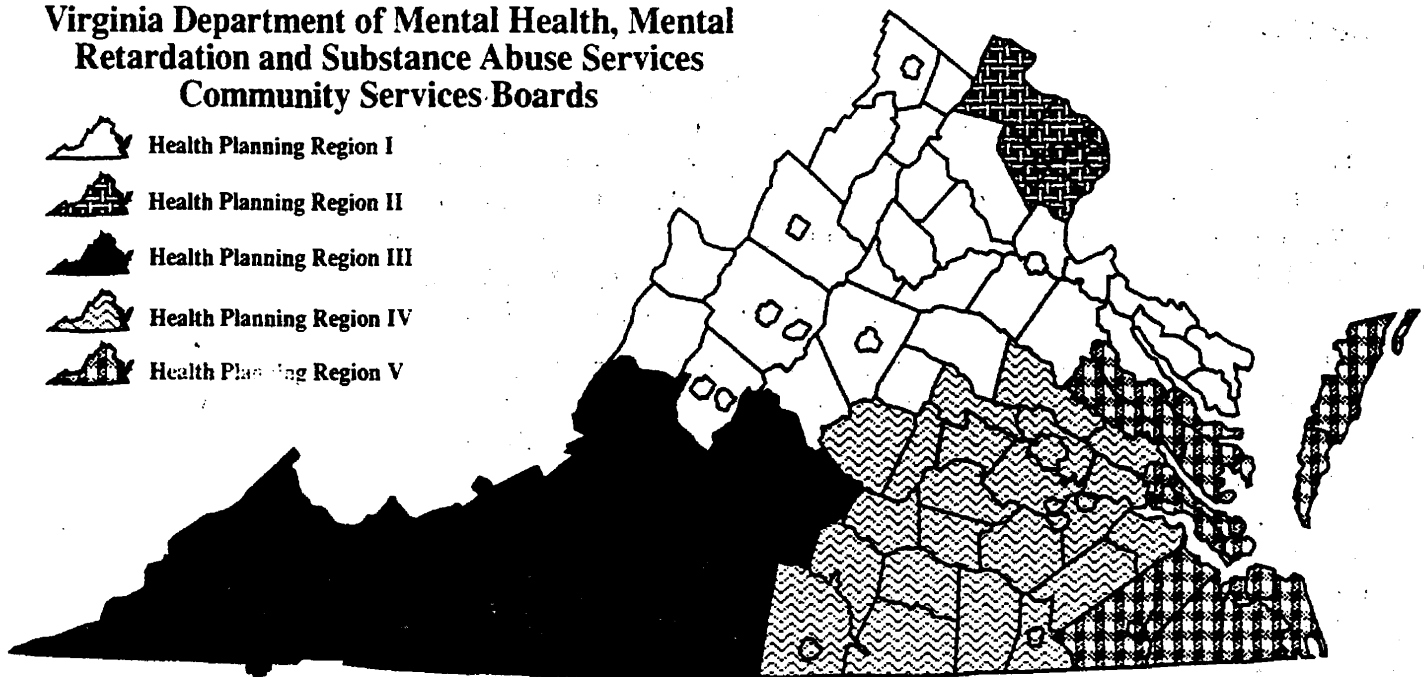 Virginia Department of Mental Health, Mental
Retardation and Substance Abuse Services
Community Services Boards
Health Planning Region I
Health Planning Region II
Health Planning Region III
Health Planning Region IV
Health Planning Region V